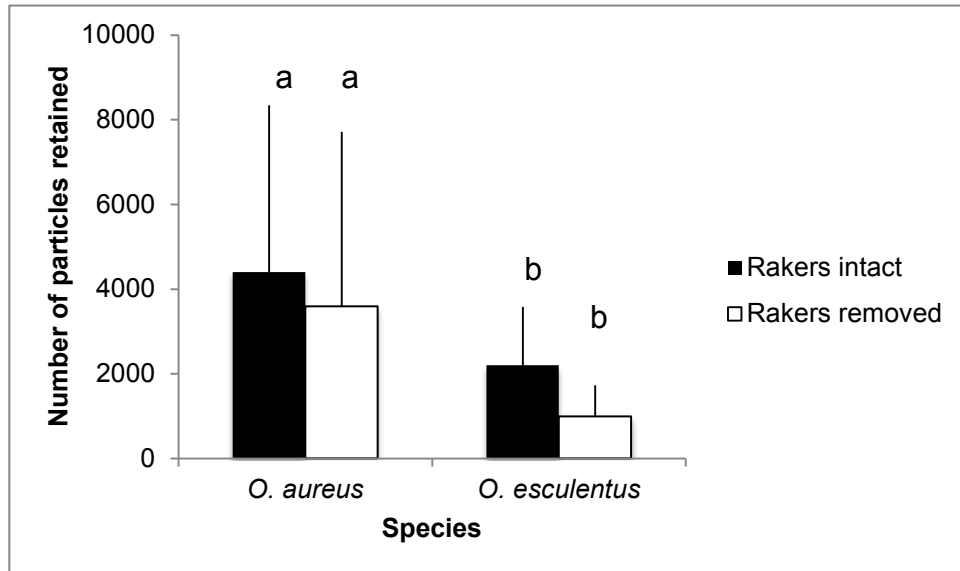 Number of particles retained
10000
8000
6000
4000
2000
0
a a
b
b
O. aureus O. esculentus
Species
Rakers intact
Rakers removed